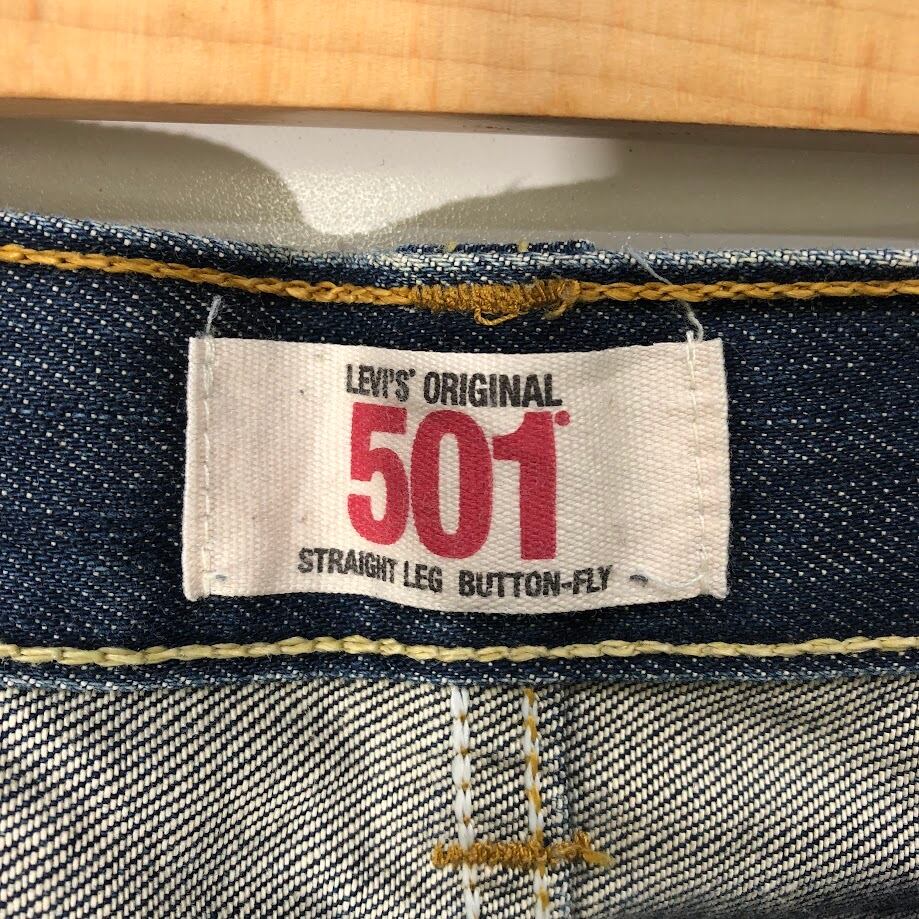 LEVI'S® ORIGINAL
501®
STRAIGHT LEG BUTTON-FLY